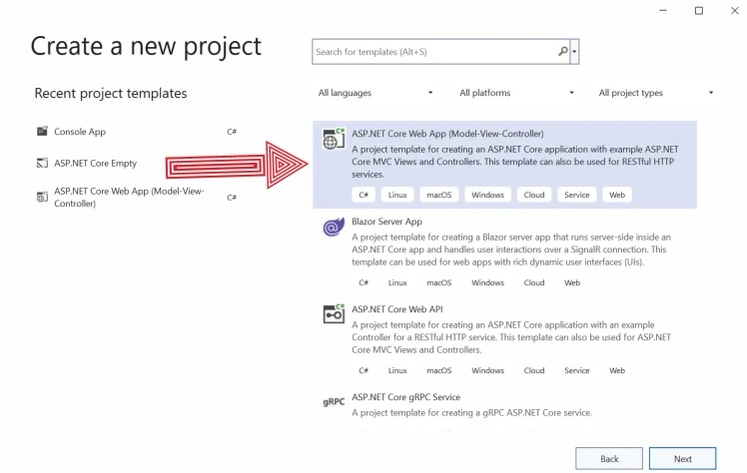 Create a new project
Search for templates (Alt+S)
Recent project templates
All languages
All platforms
All project types
Console App
C#
ASP.NET Core Empty
ASP.NET Core Web App (Model-View-
Controller)
C#
ASP.NET Core Web App (Model-View-Controller)
A project template for creating an ASP.NET Core application with example ASP.NET
Core MVC Views and Controllers. This template can also be used for RESTful HTTP
services.
C# Linux macOS Windows Cloud Service Web
Blazor Server App
A project template for creating a Blazor server app that runs server-side inside an
ASP.NET Core app and handles user interactions over a SignalR connection. This
template can be used for web apps with rich dynamic user interfaces (UIs).
C# Linux macOS Windows Cloud Web
ASP.NET Core Web API
A project template for creating an ASP.NET Core application with an example
Controller for a RESTful HTTP service. This template can also be used for ASP.NET
Core MVC Views and Controllers.
C# Linux macOS Windows Cloud Service Web
gRPC
ASP.NET Core gRPC Service
A project template for creating a gRPC ASP.NET Core service.
Back
Next